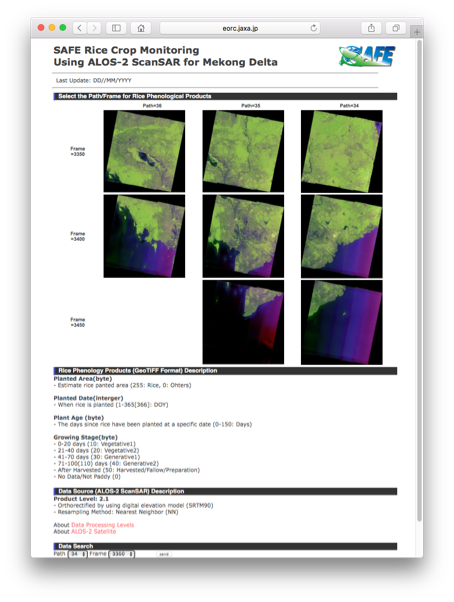 eorc.jaxa.jp
SAFE Rice Crop Monitoring
Using ALOS-2 ScanSAR for Mekong Delta
SAFE
Last Update: DD//MM/YYYY
Select the Path/Frame for Rice Phenological Products
Path=36 Path=35 Path=34
Frame
=3350
Frame
=3400
Frame
=3450
Rice Phenology Products (GeoTIFF Format) Description
Planted Area(byte)
- Estimate rice panted area (255: Rice, 0: Ohters)
Planted Date(interger)
- When rice is planted (1-365[366]: DOY)
Plant Age (byte)
- The days since rice have been planted at a specific date (0-150: Days)
Growing Stage(byte)
- 0-20 days (10: Vegetative1)
- 21-40 days (20: Vegetative2)
- 41-70 days (30: Generative1)
- 71-100(110) days (40: Generative2)
- After Harvested (50: Harvested/Fallow/Preparation)
- No Data/Not Paddy (0)
Data Source (ALOS-2 ScanSAR) Description
Product Level: 2.1
- Orthorectified by using digital elevation model (SRTM90)
- Resampling Method: Nearest Neighbor (NN)
About Data Processing Levels
About ALOS-2 Satellite
Data Search
Path 34 Frame 3350 send